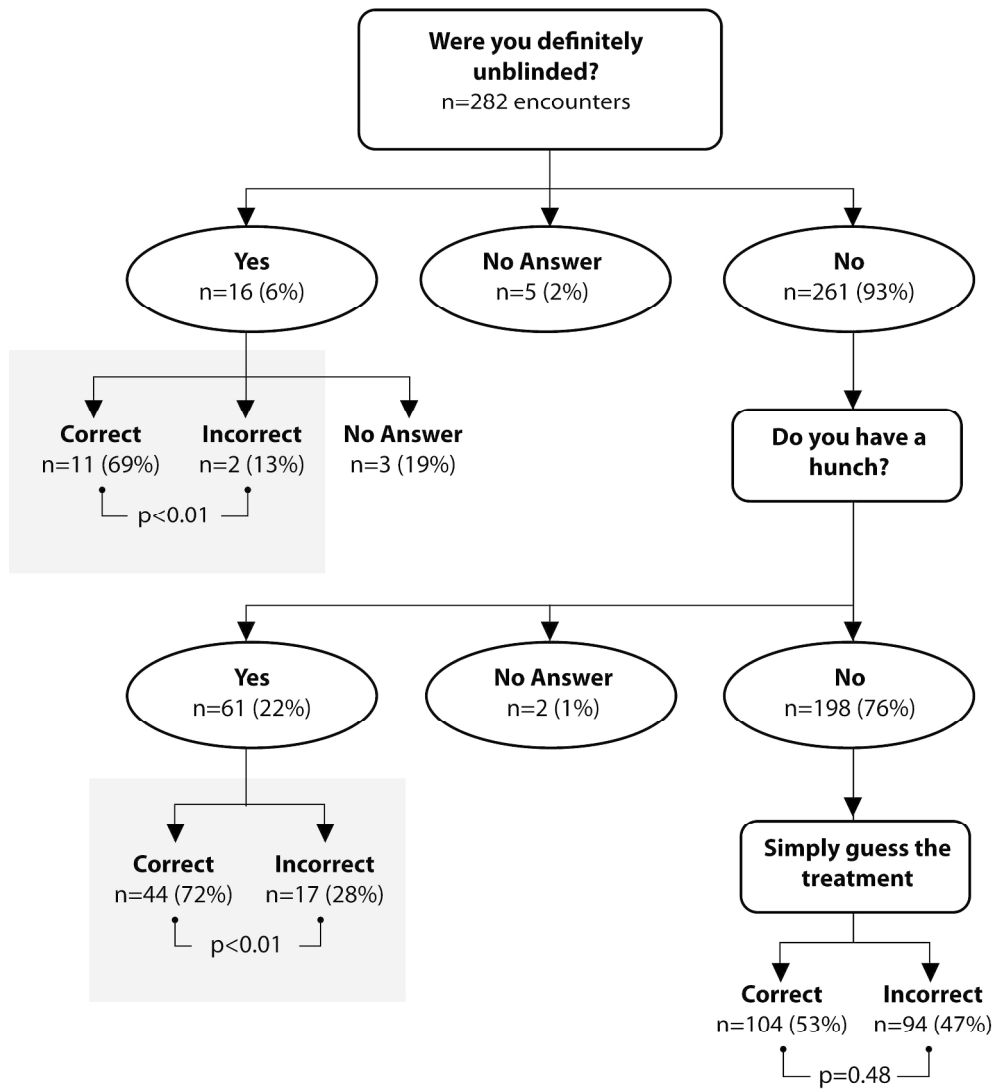 Were you definitely
unblinded?
n=282 encounters
Yes
n=16 (6%)
No Answer
n=5 (2%)
No
n=261 (93%)
Correct
n=11 (69%)
Incorrect
n=2 (13%)
No Answer
n=3 (19%)
p<0.01
Do you have a
hunch?
Yes
n=61 (22%)
No Answer
n=2 (1%)
No
n=198 (76%)
Correct
n=44 (72%)
Incorrect
n=17 (28%)
p<0.01
Simply guess the
treatment
Correct
n=104 (53%)
Incorrect
n=94 (47%)
p=0.48